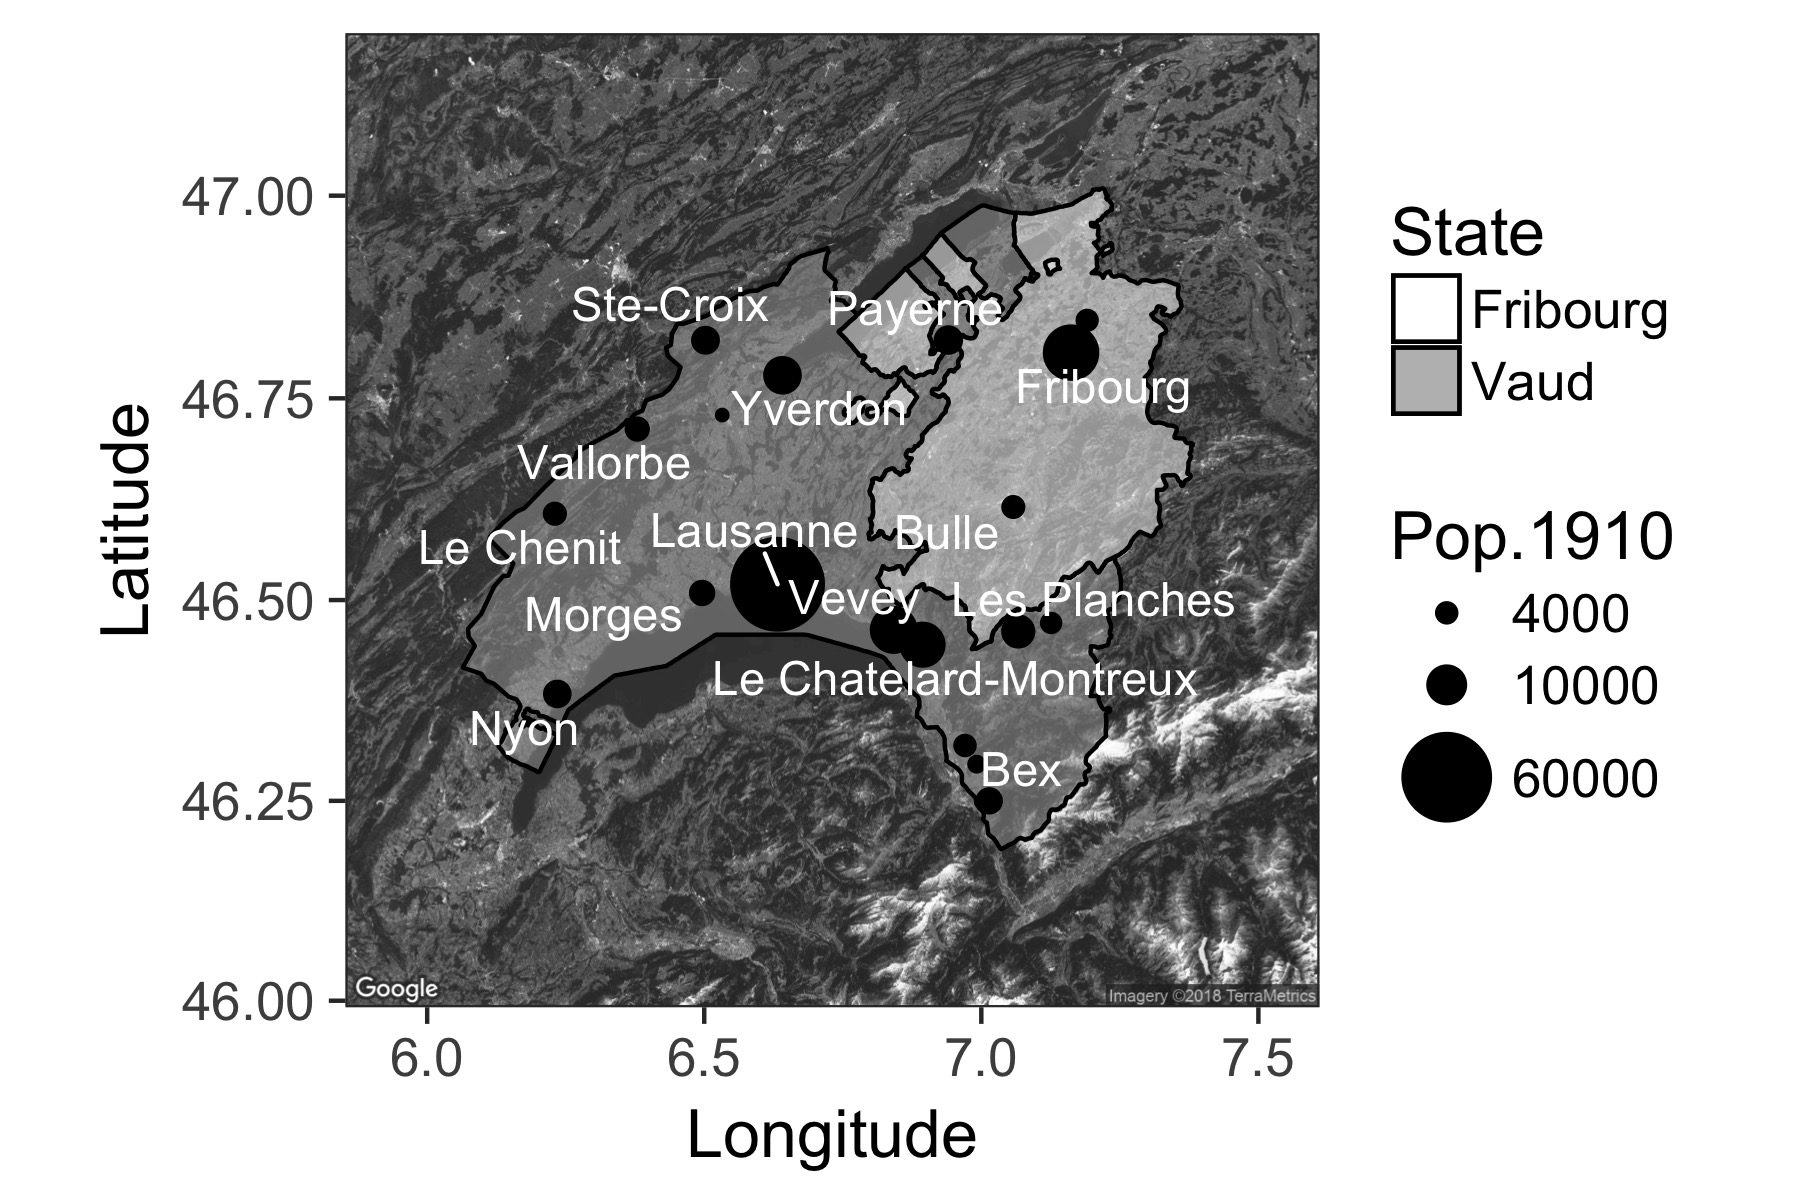 47.00
46.75
46.50
46.25
46.00
Latitude
6.0
6.5
7.0
7.5
Longitude
Ste-Croix
Payerne
Fribourg
Yverdon
Vallorbe
Le Chenit
Lausanne
Bulle
Morges
Vevey
Les Planches
Le Chatelard-Montreux
Nyon
Bex
Google
Imagery ©2018 TerraMetrics
State
Fribourg
Vaud
Pop.1910
4000
10000
60000